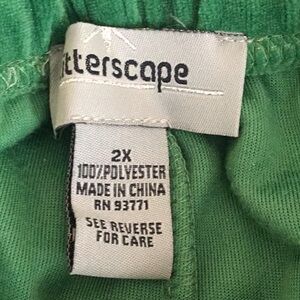 tterscape
2X
100%POLYESTER
MADE IN CHINA
RN 93771
SEE REVERSE
FOR CARE